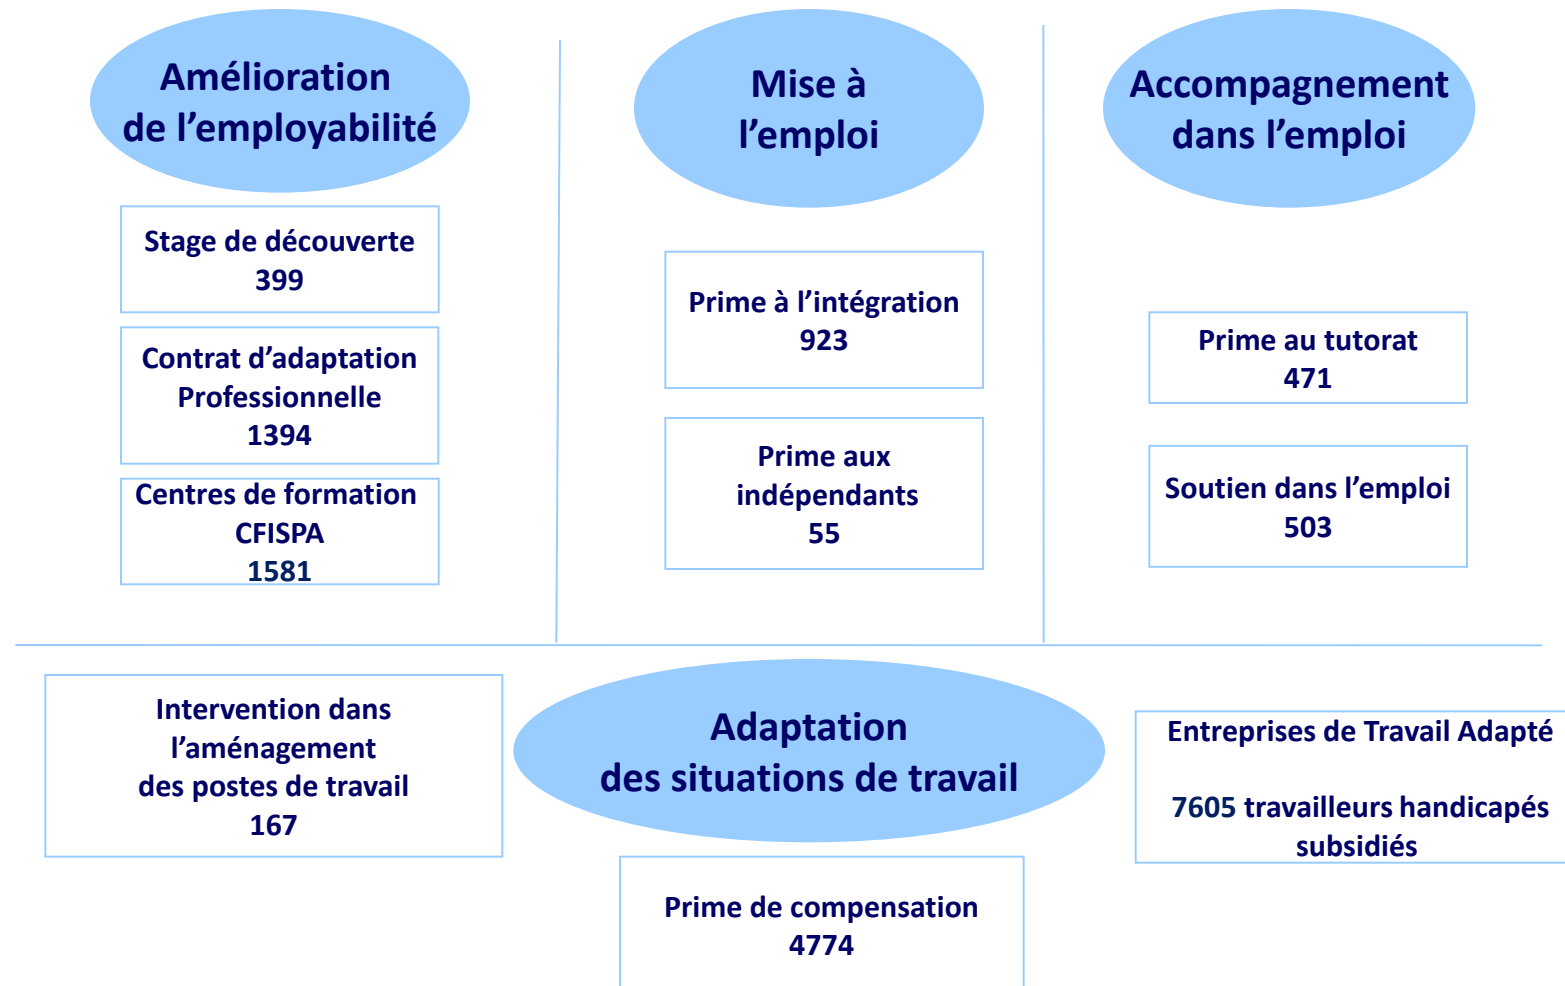 Amélioration
de l’employabilité
Stage de découverte
399
Contrat d’adaptation
Professionnelle
1394
Centres de formation
CFISPA
1581
Mise à
l’emploi
Prime à l’intégration
923
Prime aux
indépendants
55
Accompagnement
dans l’emploi
Prime au tutorat
471
Soutien dans l’emploi
503
Intervention dans
l’aménagement
des postes de travail
167
Adaptation
des situations de travail
Prime de compensation
4774
Entreprises de Travail Adapté
7605 travailleurs handicapés
subsidiés